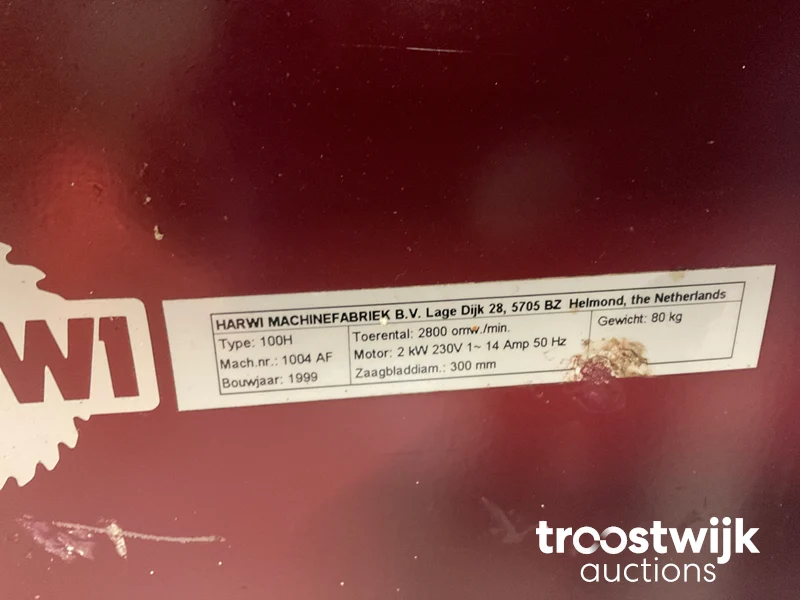 HARWI MACHINEFABRIEK B.V. Lage Dijk 28, 5705 BZ Helmond, the Netherlands
Type: 100H
Mach.nr.: 1004 AF
Bouwjaar: 1999
Toerental: 2800 omw./min.
Motor: 2 kW 230V 1~ 14 Amp 50 Hz
Zaagbladdiam.: 300 mm
Gewicht: 80 kg
W1
troostwijk
auctions